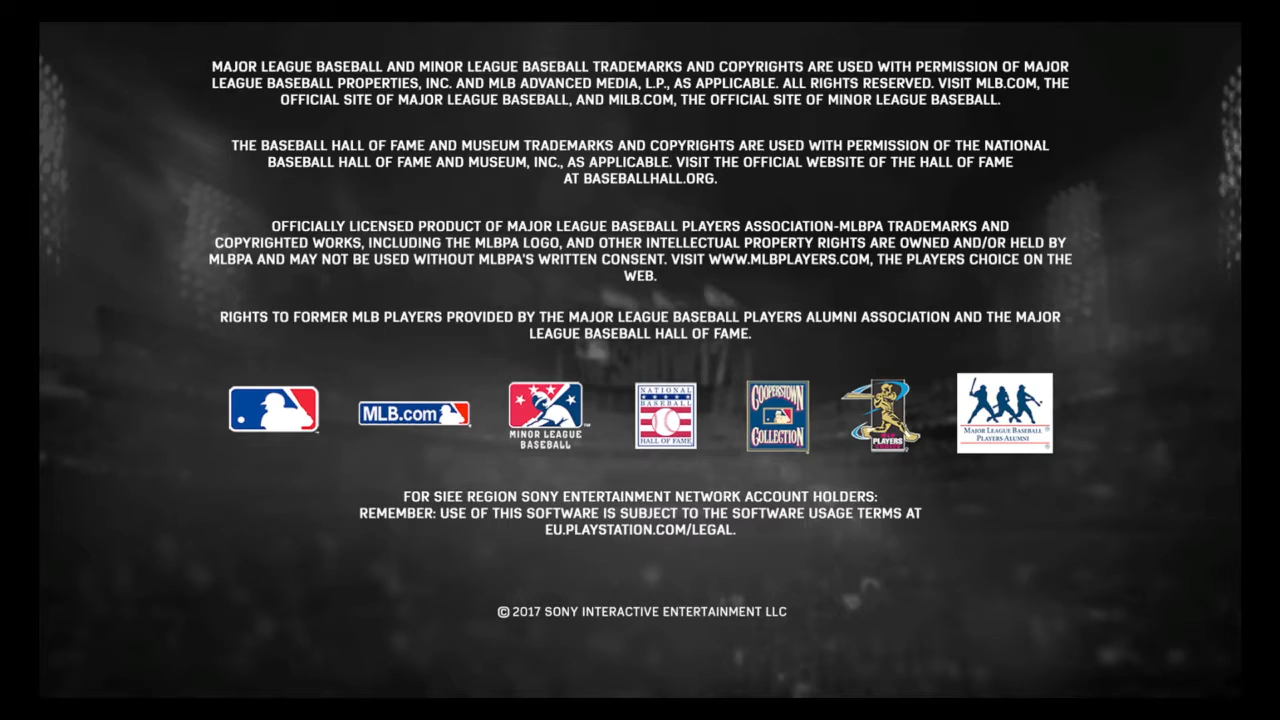 MAJOR LEAGUE BASEBALL AND MINOR LEAGUE BASEBALL TRADEMARKS AND COPYRIGHTS ARE USED WITH PERMISSION OF MAJOR
LEAGUE BASEBALL PROPERTIES, INC. AND MLB ADVANCED MEDIA, L.P., AS APPLICABLE. ALL RIGHTS RESERVED. VISIT MLB.COM, THE
OFFICIAL SITE OF MAJOR LEAGUE BASEBALL, AND MILB.COM, THE OFFICIAL SITE OF MINOR LEAGUE BASEBALL.
THE BASEBALL HALL OF FAME AND MUSEUM TRADEMARKS AND COPYRIGHTS ARE USED WITH PERMISSION OF THE NATIONAL
BASEBALL HALL OF FAME AND MUSEUM, INC., AS APPLICABLE. VISIT THE OFFICIAL WEBSITE OF THE HALL OF FAME
AT BASEBALLHALL.ORG.
OFFICIALLY LICENSED PRODUCT OF MAJOR LEAGUE BASEBALL PLAYERS ASSOCIATION-MLBPA TRADEMARKS AND
COPYRIGHTED WORKS, INCLUDING THE MLBPA LOGO, AND OTHER INTELLECTUAL PROPERTY RIGHTS ARE OWNED AND/OR HELD BY
MLBPA AND MAY NOT BE USED WITHOUT MLBPA'S WRITTEN CONSENT. VISIT WWW.MLBPLAYERS.COM, THE PLAYERS CHOICE ON THE
WEB.
RIGHTS TO FORMER MLB PLAYERS PROVIDED BY THE MAJOR LEAGUE BASEBALL PLAYERS ALUMNI ASSOCIATION AND THE MAJOR
LEAGUE BASEBALL HALL OF FAME.
MLB.com
MINOR LEAGUE
BASEBALL
NATIONAL
BASEBALL
HALL OF FAME
COOPERSTOWN
COLLECTION
PLAYERS
MAJOR LEAGUE BASEBALL
PLAYERS ALUMNI
FOR SIEE REGION SONY ENTERTAINMENT NETWORK ACCOUNT HOLDERS:
REMEMBER: USE OF THIS SOFTWARE IS SUBJECT TO THE SOFTWARE USAGE TERMS AT
EU.PLAYSTATION.COM/LEGAL.
© 2017 SONY INTERACTIVE ENTERTAINMENT LLC